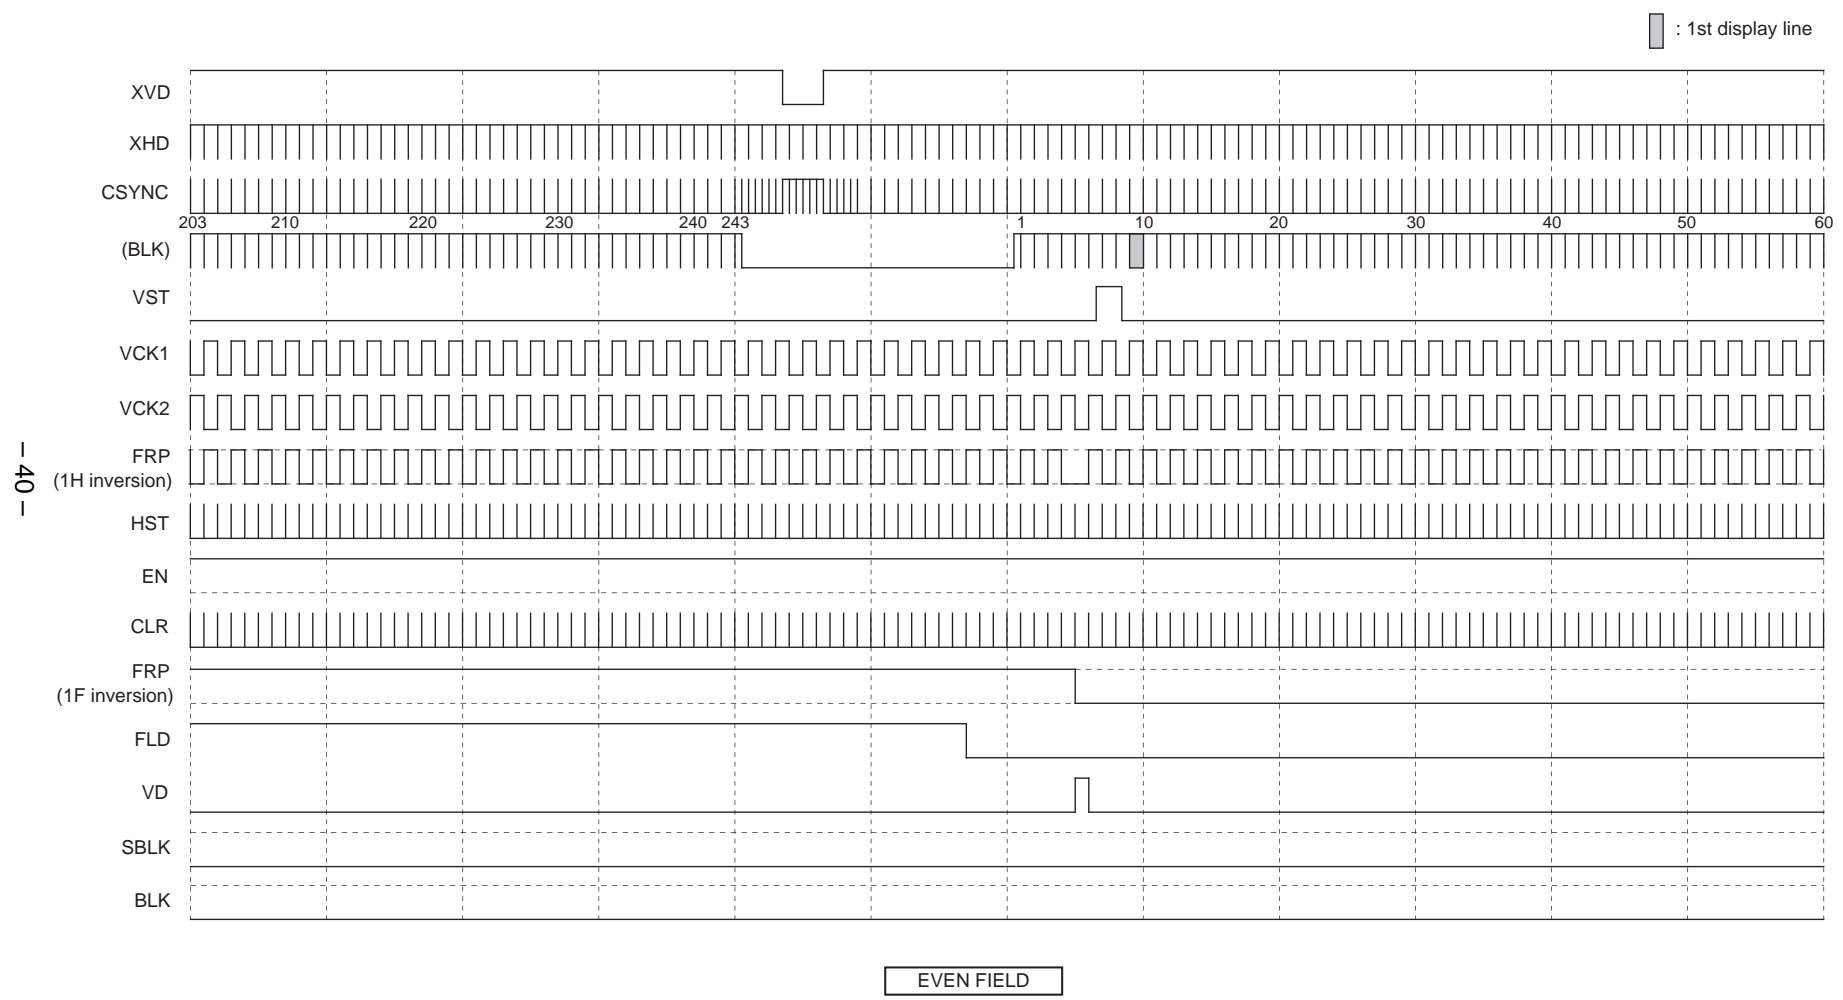 : 1st display line
XVD
XHD
CSYNC
203 210 220 230 240 243 1 10 20 30 40 50 60
(BLK)
VST
VCK1
VCK2
FRP
(1H inversion)
HST
EN
CLR
FRP
(1F inversion)
FLD
VD
SBLK
BLK
EVEN FIELD
– 40 –